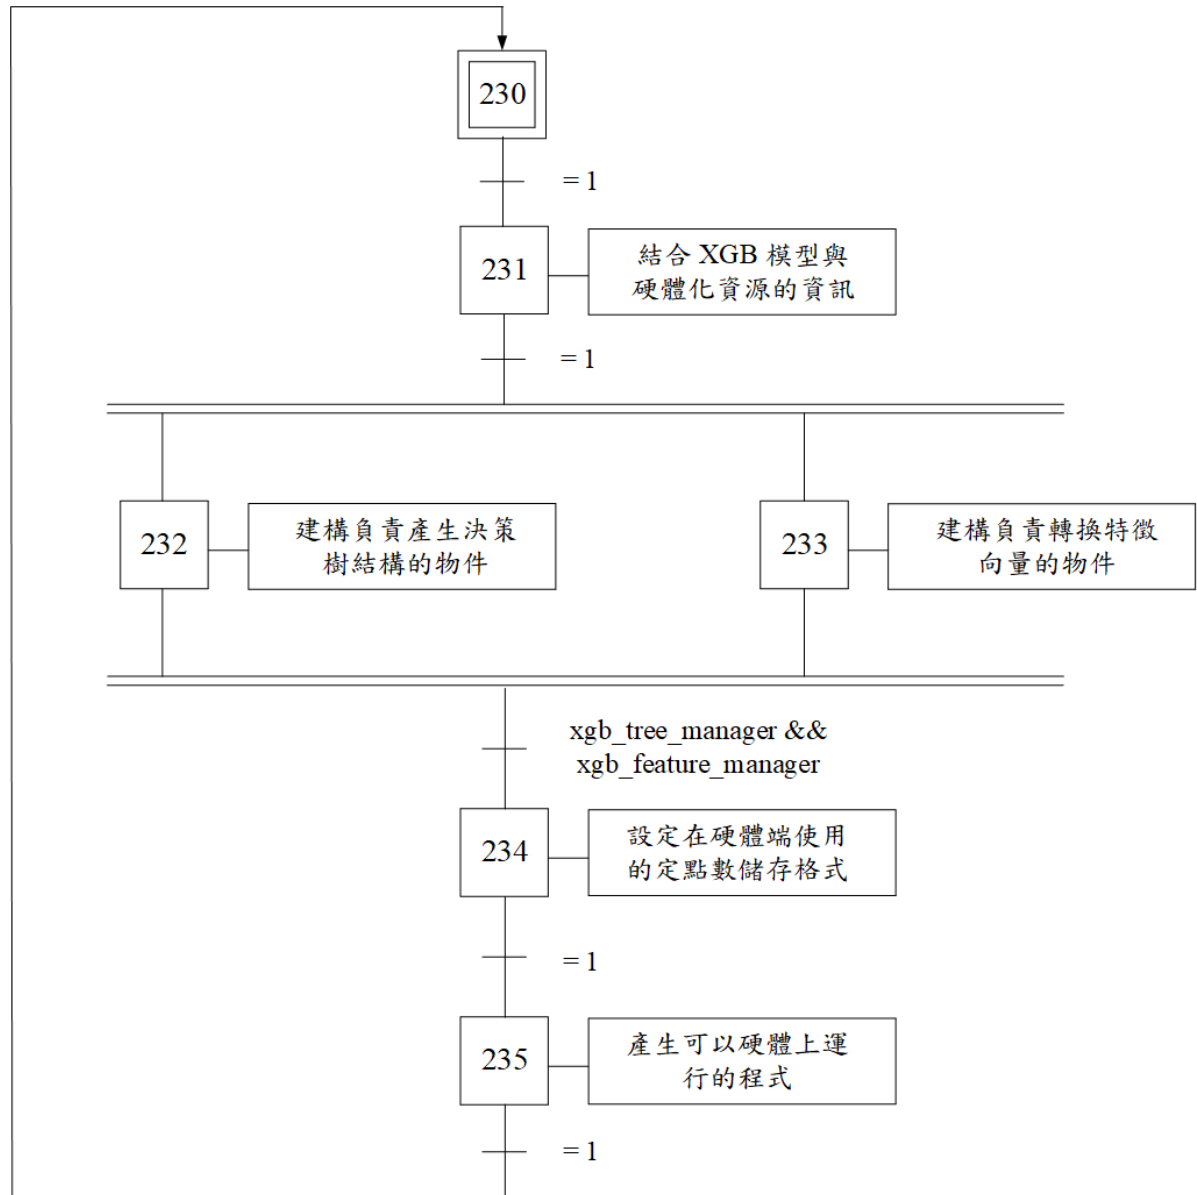 230
= 1
231
結合 XGB 模型與
硬體化資源的資訊
= 1
232
建構負責產生決策
樹結構的物件
233
建構負責轉換特徵
向量的物件
xgb_tree_manager &&
xgb_feature_manager
234
設定在硬體端使用
的定點數儲存格式
= 1
235
產生可以硬體上運
行的程式
= 1